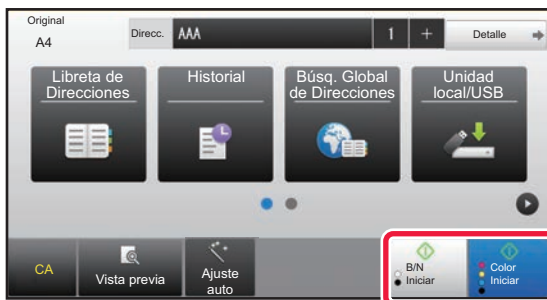 Original
A4
Direcc.
AAA
1
+
Detalle
Libreta de
Direcciones
Historial
Búsq. Global
de Direcciones
Unidad
local/USB
CA
Vista previa
Ajuste
auto
B/N
Iniciar
Color
Iniciar